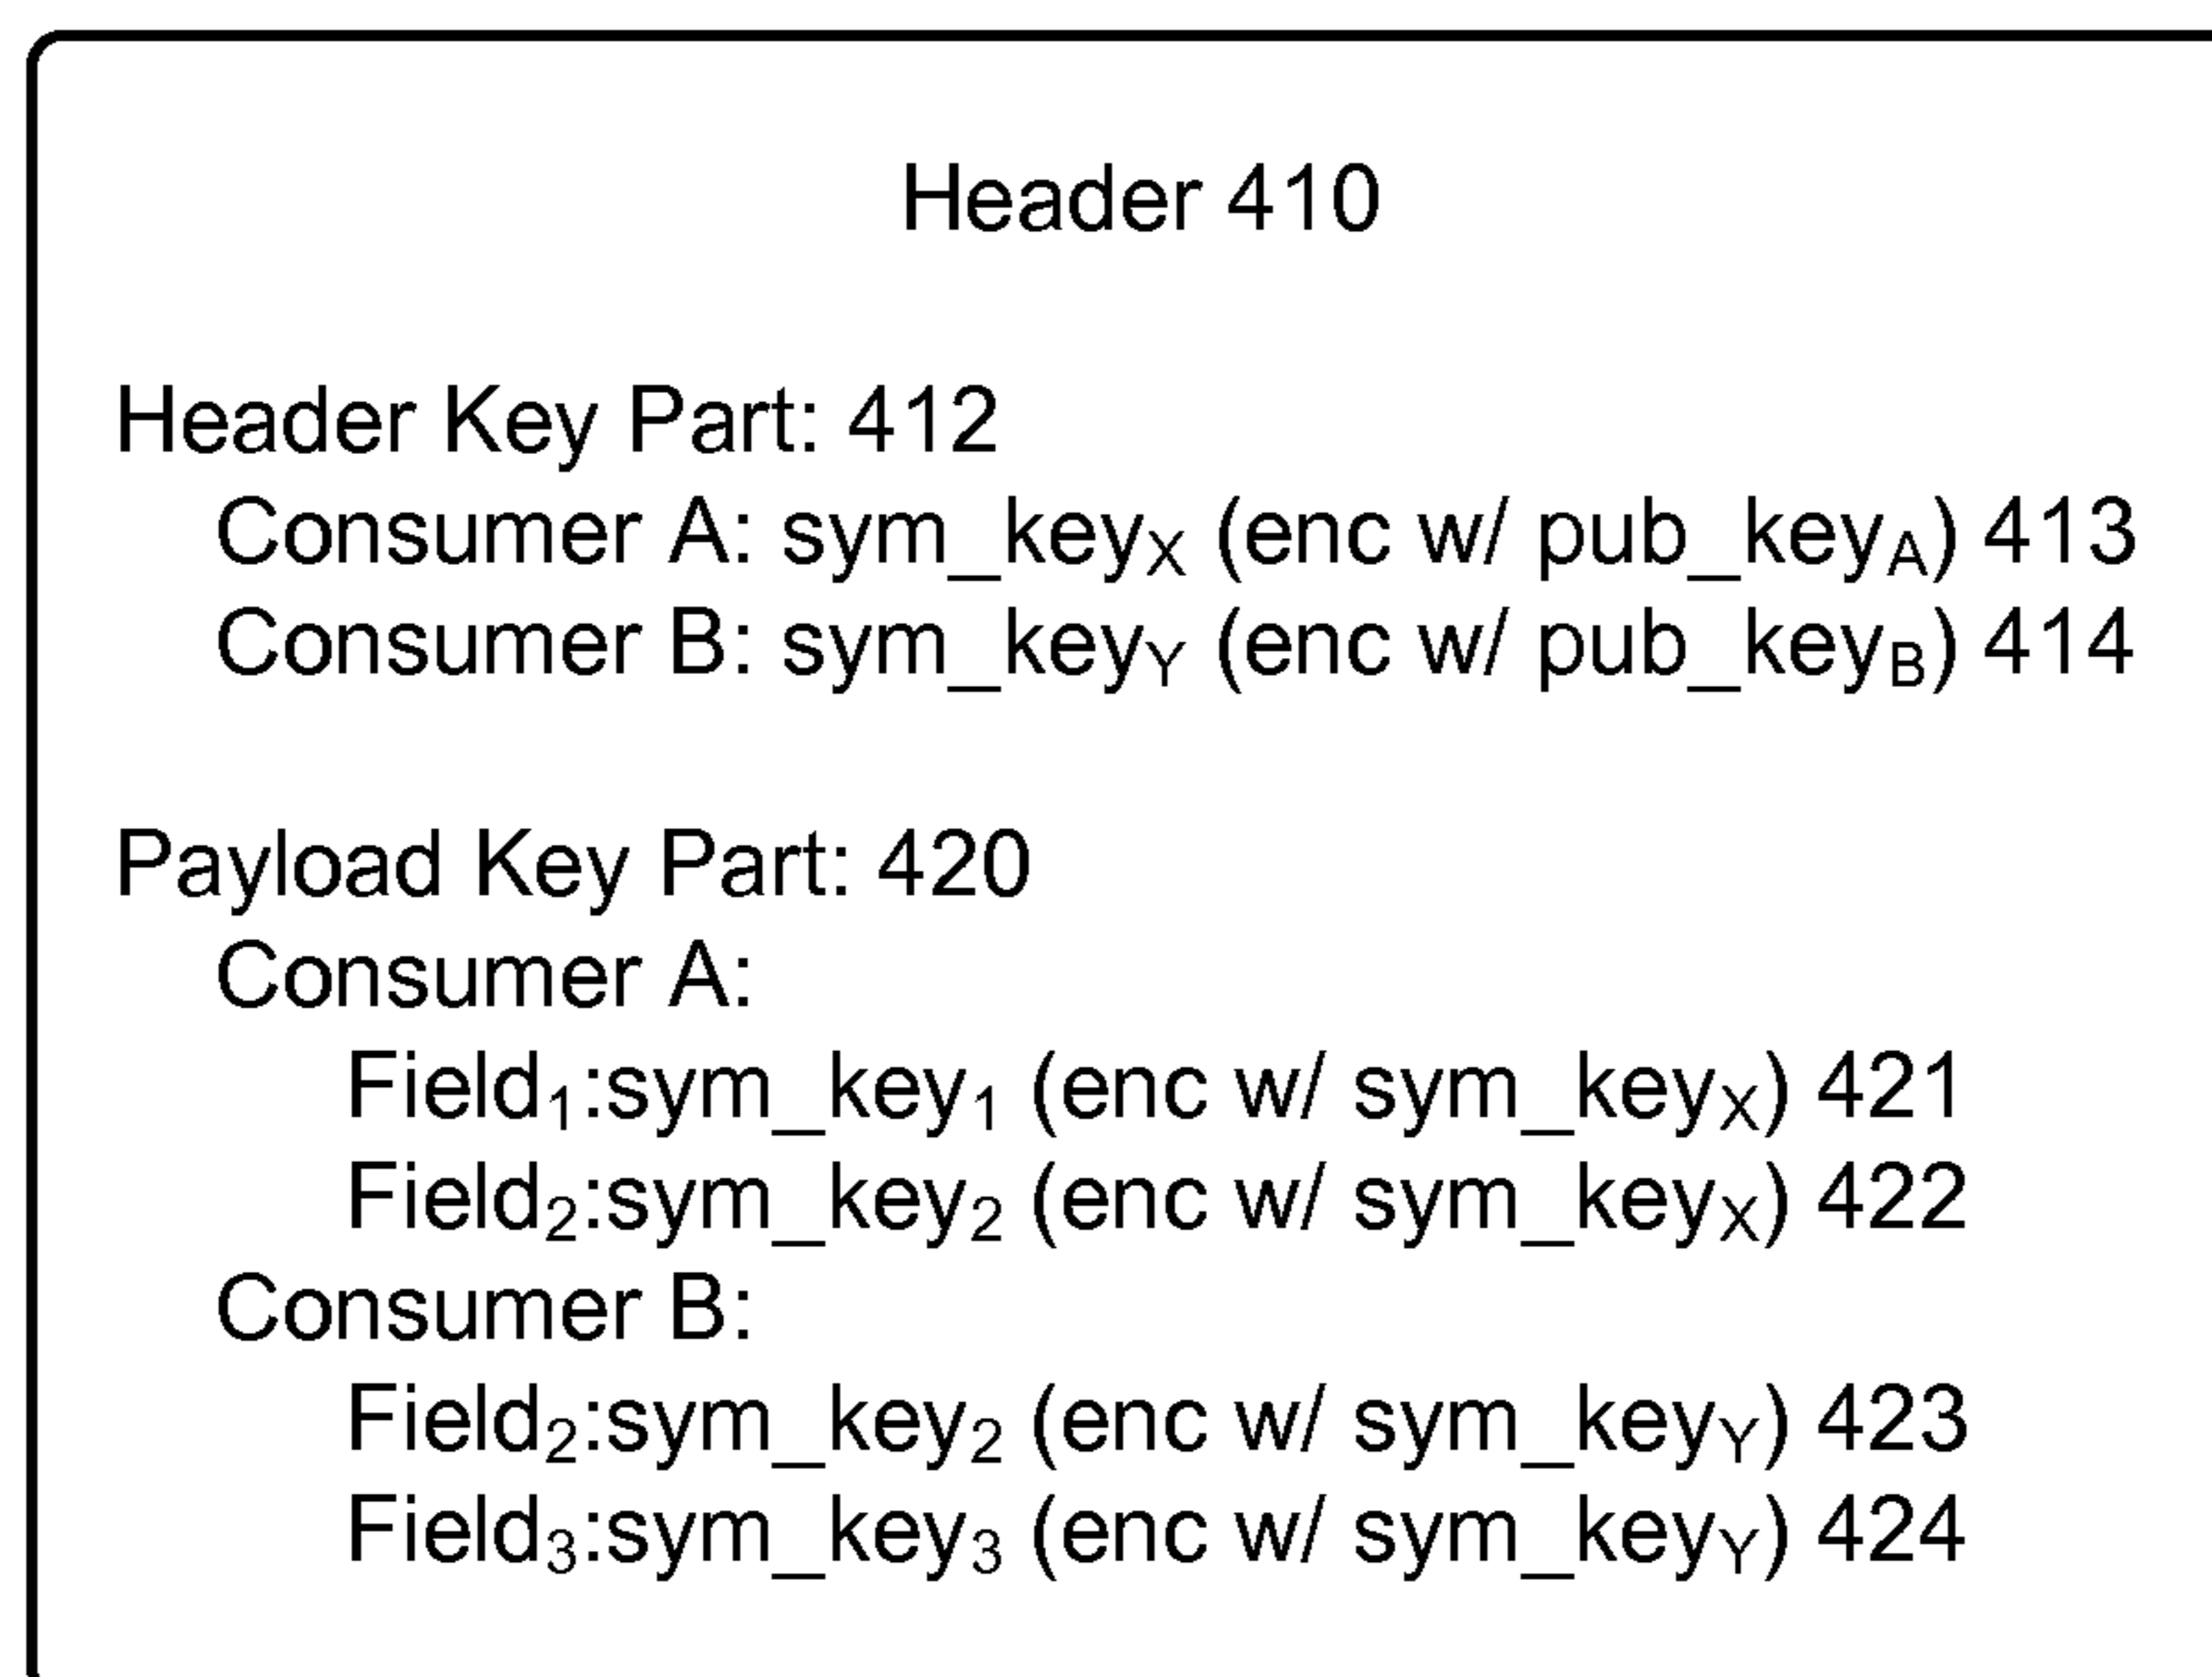 Header 410
Header Key Part: 412
Consumer A: sym_keyX (enc w/ pub_keyA) 413
Consumer B: sym_keyY (enc w/ pub_keyB) 414
Payload Key Part: 420
Consumer A:
Field1:sym_key1 (enc w/ sym_keyX) 421
Field2:sym_key2 (enc w/ sym_keyX) 422
Consumer B:
Field2:sym_key2 (enc w/ sym_keyY) 423
Field3:sym_key3 (enc w/ sym_keyY) 424